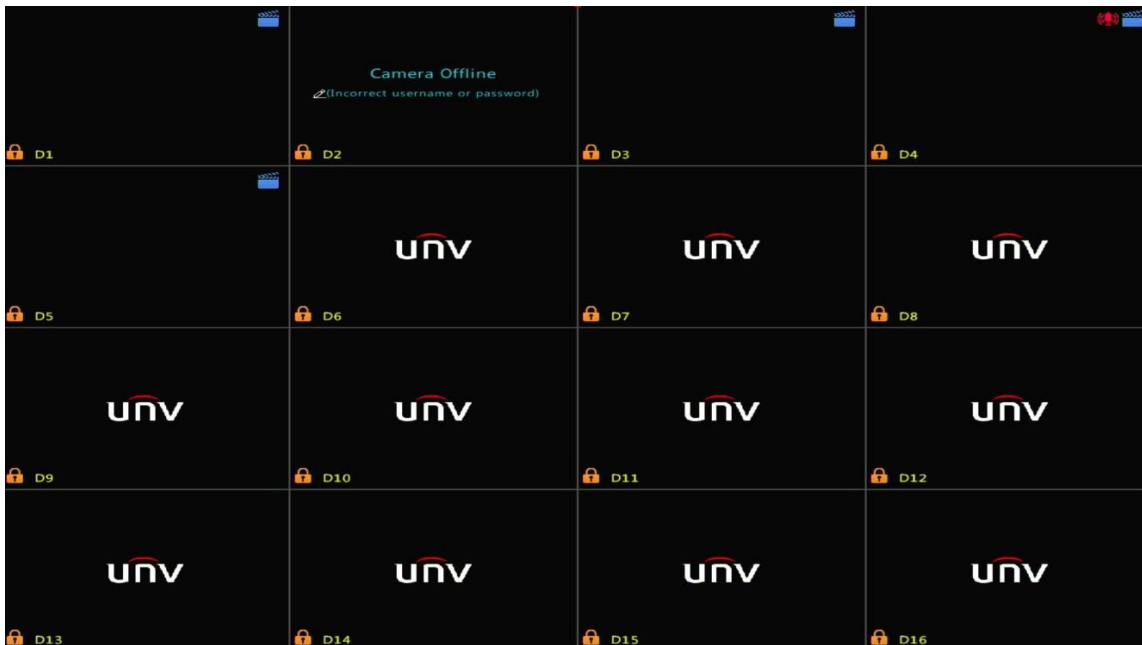 D1
Camera Offline
(Incorrect username or password)
D2
D3
D4
D5
unv
D6
unv
D7
unv
D8
unv
D9
unv
D10
unv
D11
unv
D12
unv
D13
unv
D14
unv
D15
unv
D16